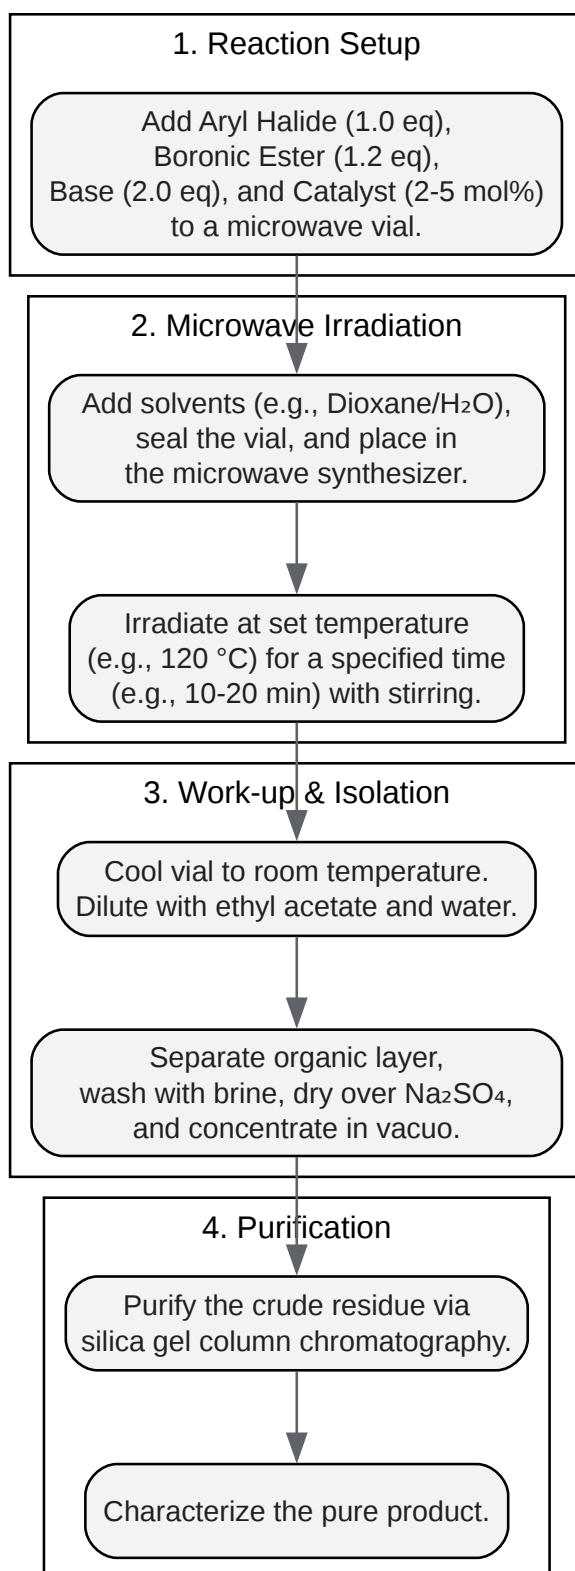 1. Reaction Setup
Add Aryl Halide (1.0 eq),
Boronic Ester (1.2 eq),
Base (2.0 eq), and Catalyst (2-5 mol%)
to a microwave vial.
2. Microwave Irradiation
Add solvents (e.g., Dioxane/H₂O),
seal the vial, and place in
the microwave synthesizer.
Irradiate at set temperature
(e.g., 120 °C) for a specified time
(e.g., 10-20 min) with stirring.
3. Work-up & Isolation
Cool vial to room temperature.
Dilute with ethyl acetate and water.
Separate organic layer,
wash with brine, dry over Na₂SO₄,
and concentrate in vacuo.
4. Purification
Purify the crude residue via
silica gel column chromatography.
Characterize the pure product.